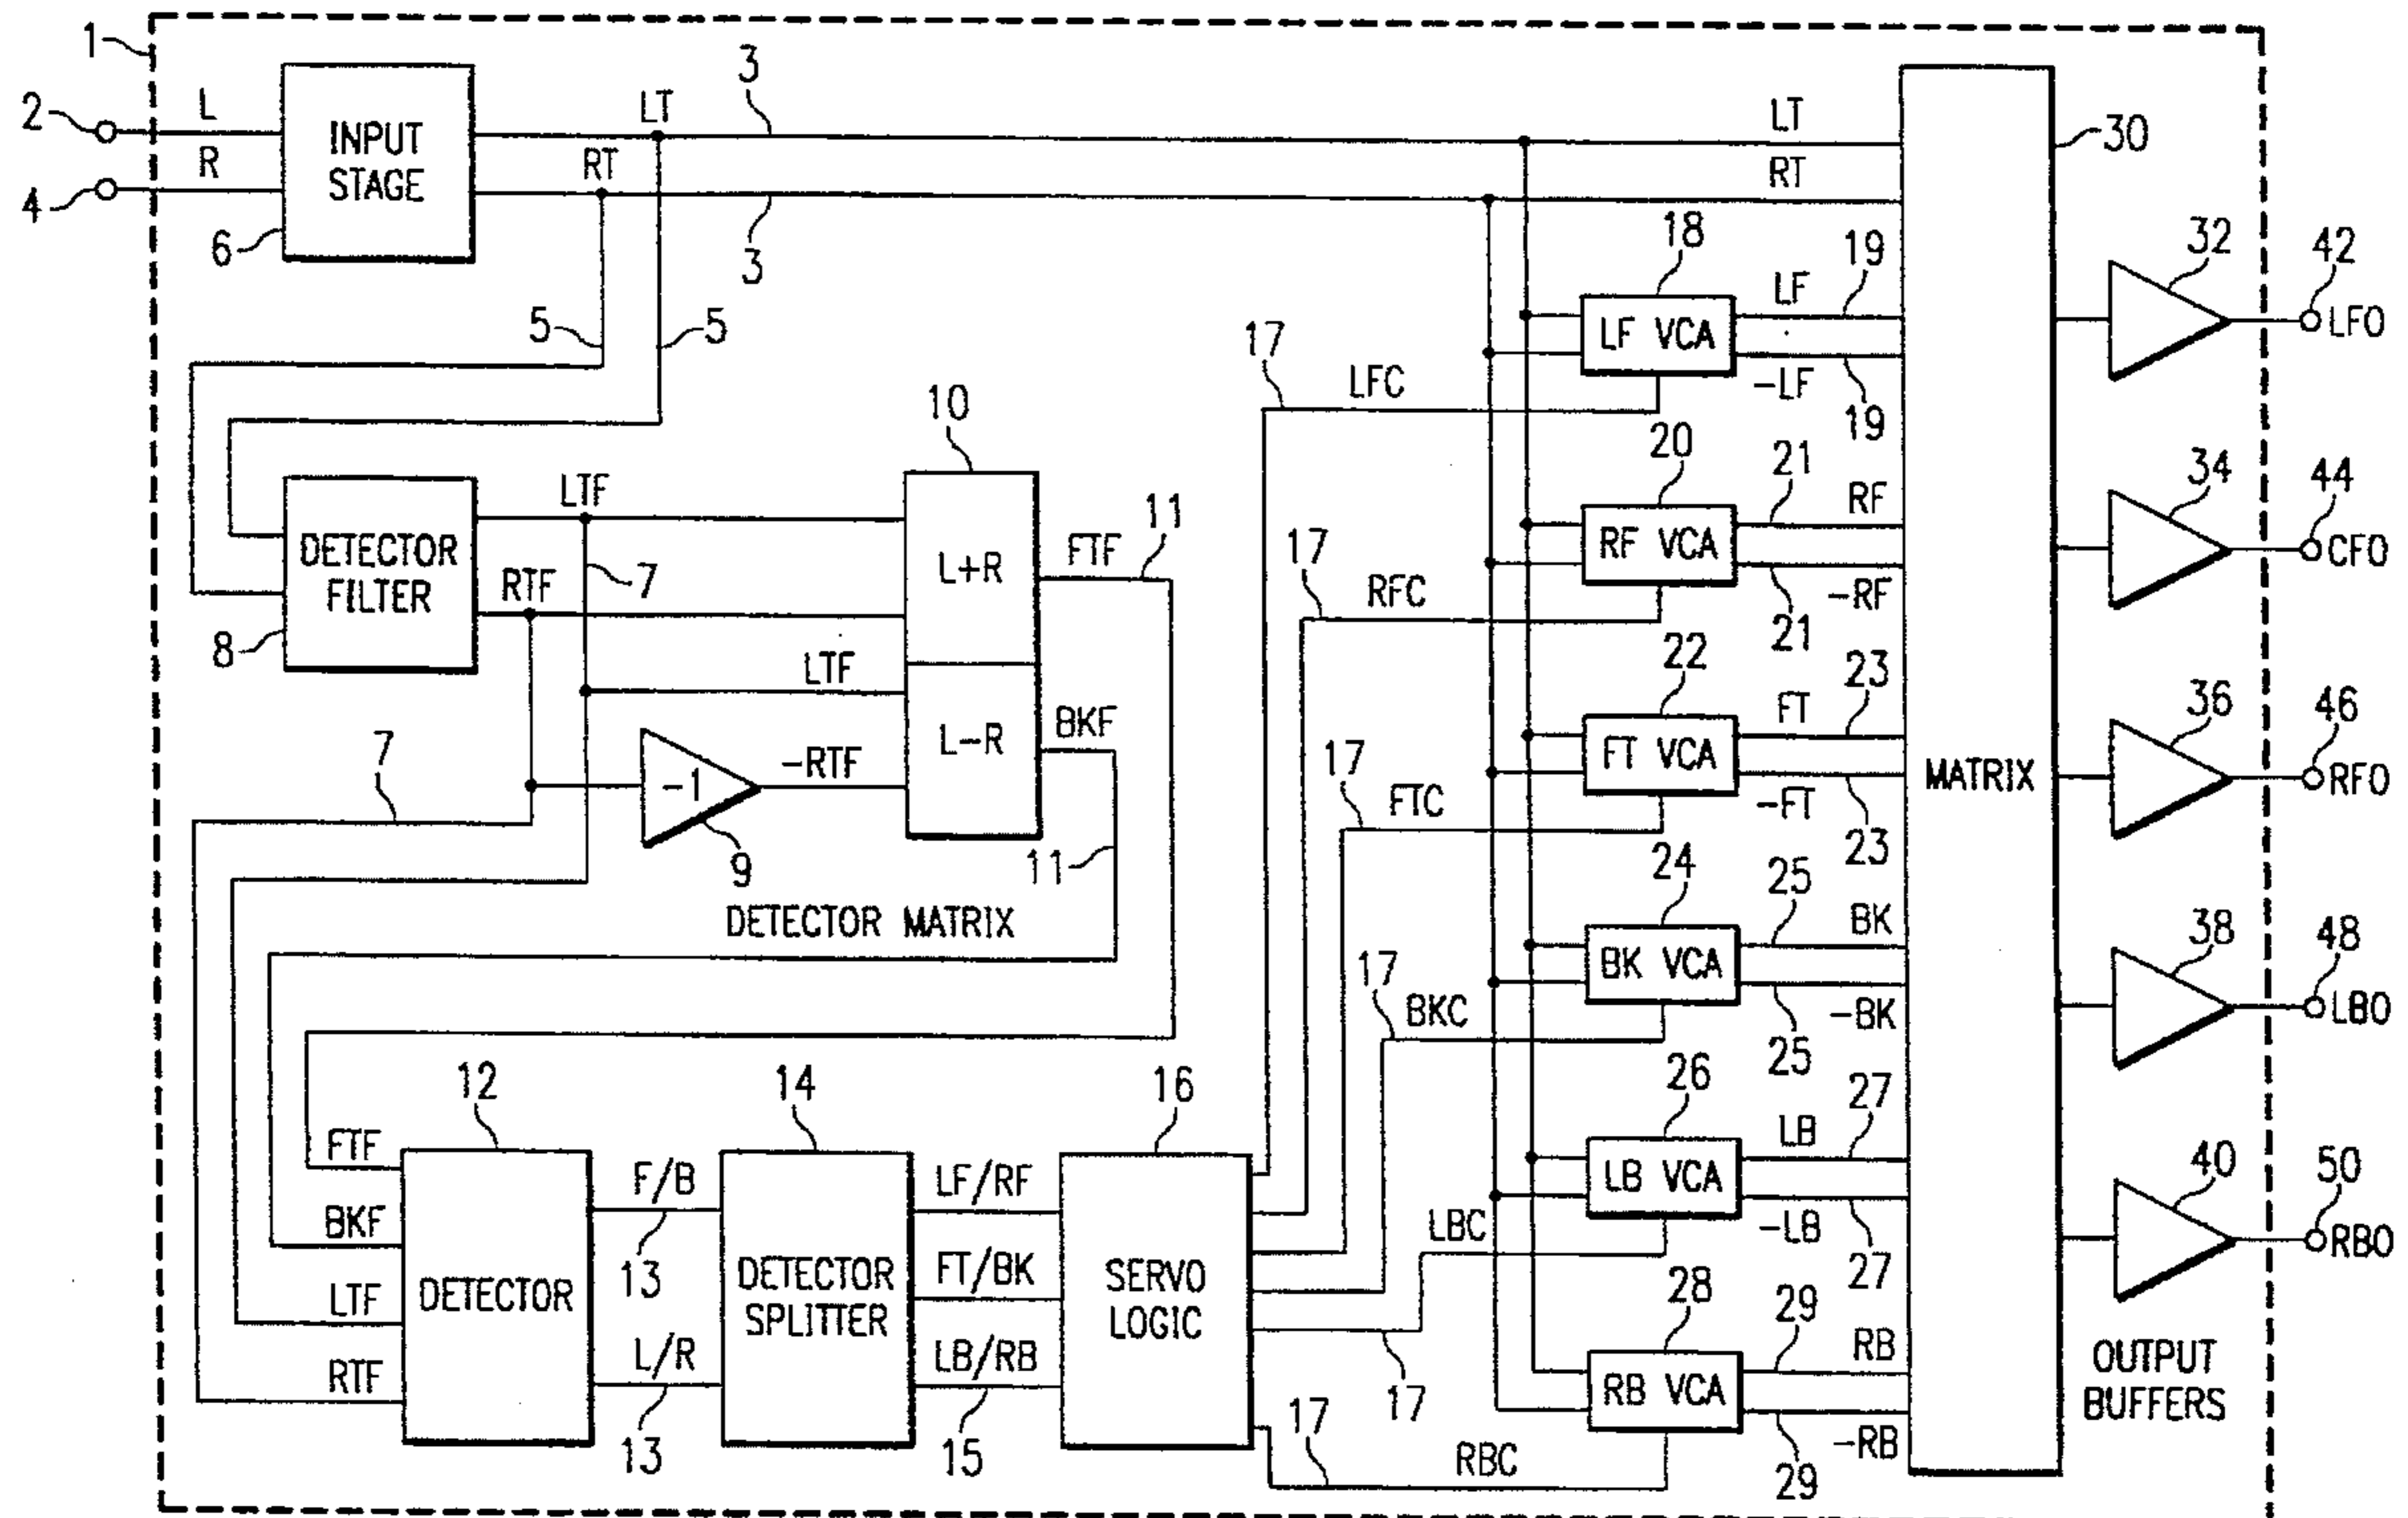 1
2
L
4
R
INPUT
STAGE
6
LT
3
RT
3
LT
RT
30
5
5
18
LF VCA
LF
19
-LF
19
17
LFC
32
42
LFO
10
20
RF VCA
21
RF
-RF
21
17
RFC
34
44
CFO
DETECTOR
FILTER
8
LTF
RTF
7
L+R
FTF
11
LTF
L-R
BKF
7
-1
9
-RTF
11
DETECTOR MATRIX
22
FT VCA
FT
23
-FT
23
17
FTC
MATRIX
36
46
RFO
24
BK VCA
25
BK
-BK
25
17
BKC
38
48
LBO
12
14
16
FTF
BKF
LTF
RTF
DETECTOR
F/B
13
L/R
13
DETECTOR
SPLITTER
LF/RF
FT/BK
LB/RB
15
SERVO
LOGIC
26
LB VCA
LB
27
-LB
27
LBC
17
40
50
RBO
28
RB VCA
29
RB
-RB
29
17
RBC
OUTPUT
BUFFERS